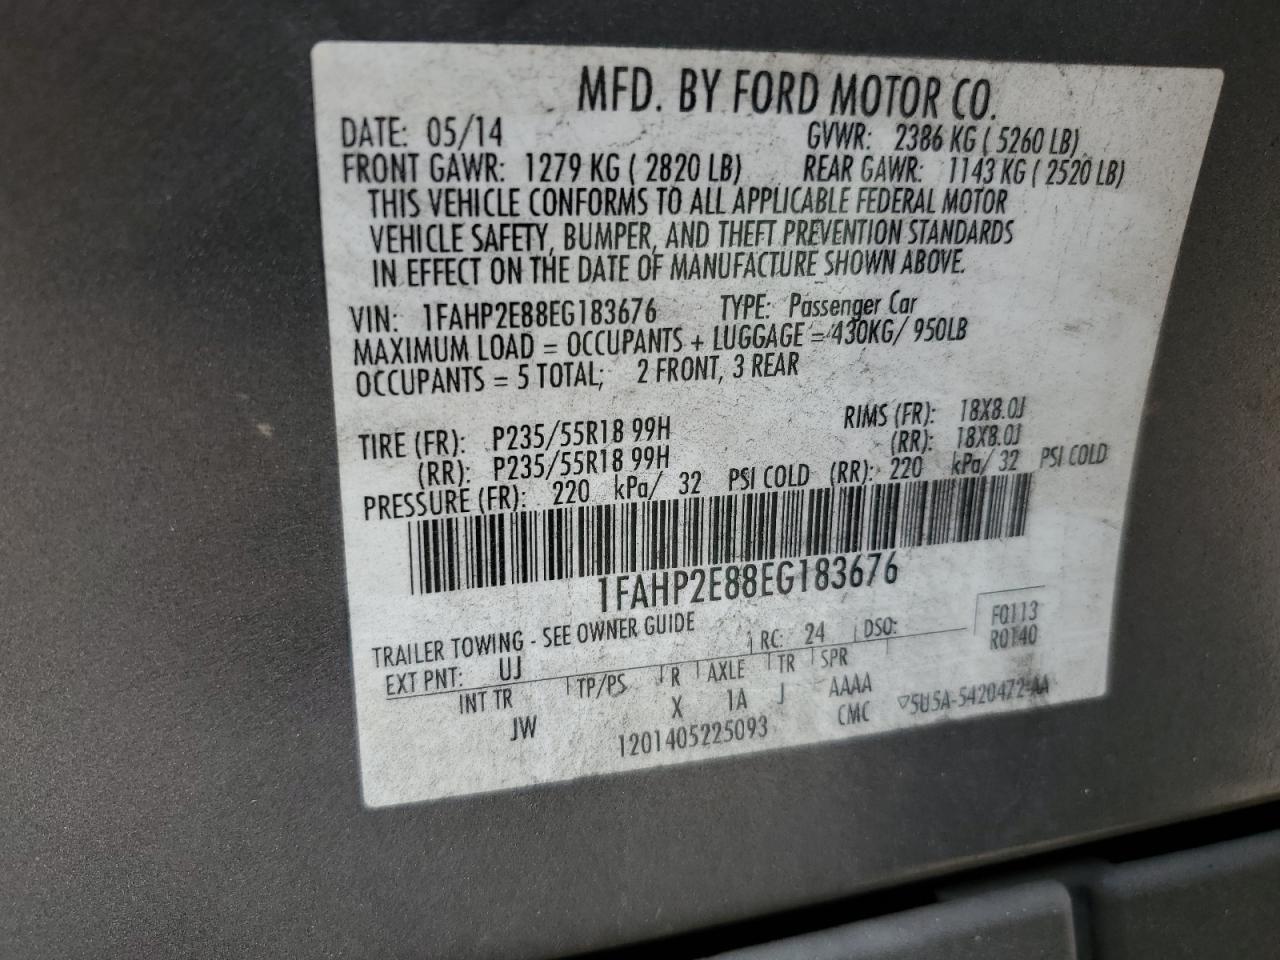 MFD. BY FORD MOTOR CO.
DATE: 05/14 GVWR: 2386 KG ( 5260 LB)
FRONT GAWR: 1279 KG ( 2820 LB) REAR GAWR: 1143 KG ( 2520 LB)
THIS VEHICLE CONFORMS TO ALL APPLICABLE FEDERAL MOTOR
VEHICLE SAFETY, BUMPER, AND THEFT PREVENTION STANDARDS
IN EFFECT ON THE DATE OF MANUFACTURE SHOWN ABOVE.
VIN: 1FAHP2E88EG183676 TYPE: Passenger Car
MAXIMUM LOAD = OCCUPANTS + LUGGAGE = 430KG/ 950LB
OCCUPANTS = 5 TOTAL; 2 FRONT, 3 REAR
TIRE (FR): P235/55R18 99H RIMS (FR): 18X8.0J
(RR): P235/55R18 99H (RR): 18X8.0J
PRESSURE (FR): 220 kPa/ 32 PSI COLD (RR): 220 kPa/ 32 PSI COLD
1FAHP2E88EG183676
TRAILER TOWING - SEE OWNER GUIDE
EXT PNT: UJ RC: 24 DSO: FQ113
R0T40
INT TR TP/PS R AXLE TR SPR
JW X 1A J AAAA
1201405225093 CMC ▽5U5A-5420472-AA